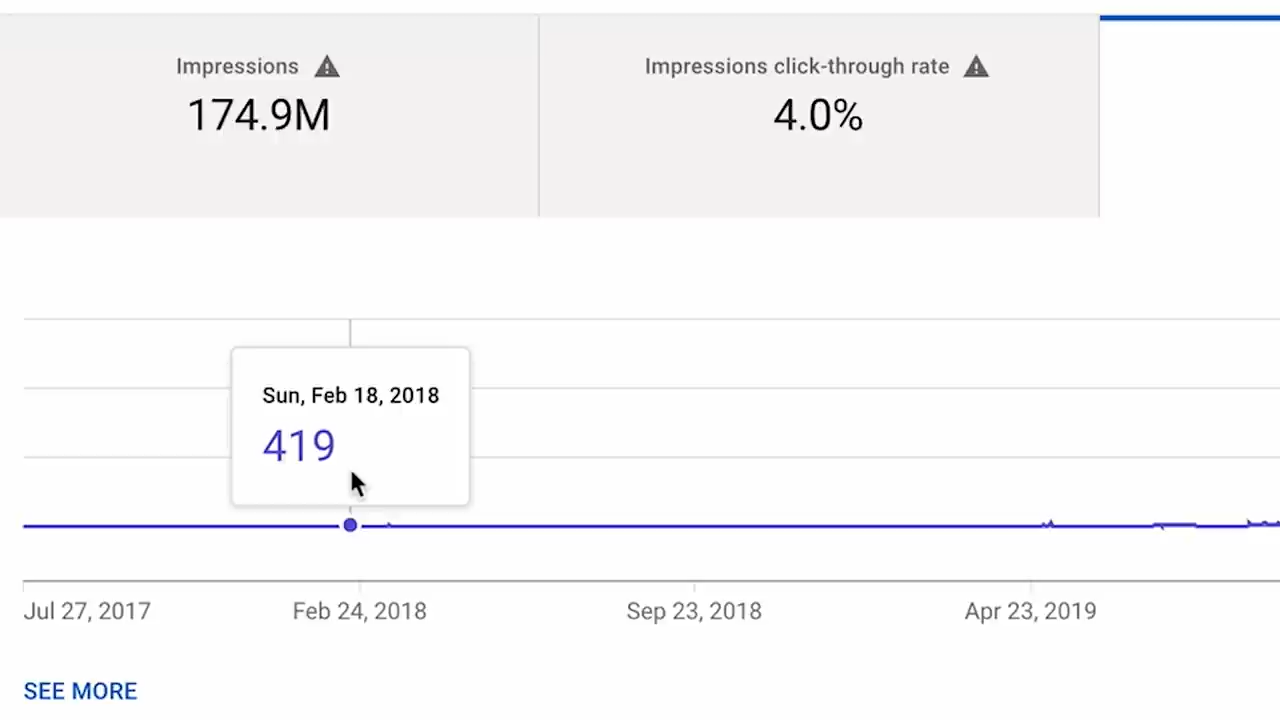 Impressions
174.9M
Impressions click-through rate
4.0%
Sun, Feb 18, 2018
419
Jul 27, 2017
Feb 24, 2018
Sep 23, 2018
Apr 23, 2019
SEE MORE